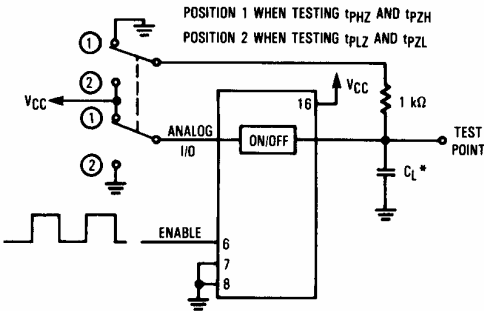 POSITION 1 WHEN TESTING tPHZ AND tPZH
POSITION 2 WHEN TESTING tPLZ AND tPZL
1
2
VCC
1
2
ANALOG
I/O
ON/OFF
16
VCC
1 kΩ
TEST
POINT
CL*
ENABLE
6
7
8